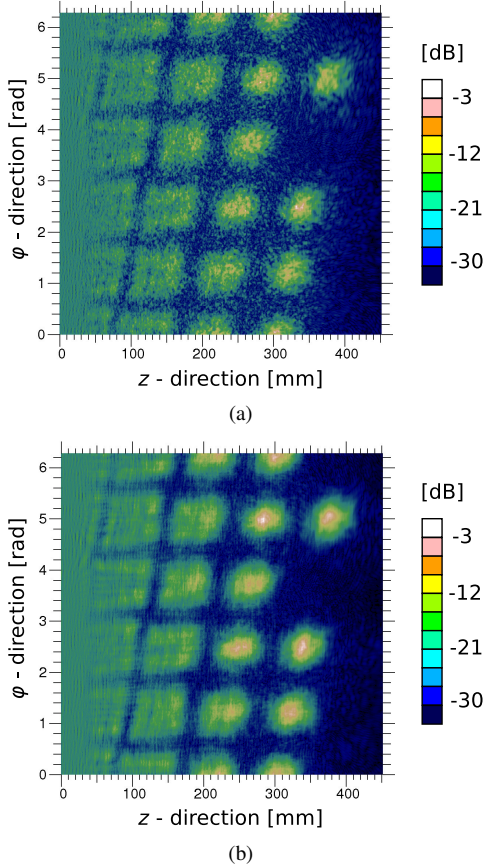 [dB]
-3
-12
-21
-30
φ - direction [rad]
6
5
4
3
2
1
0
0 100 200 300 400
z - direction [mm]
(a)
[dB]
-3
-12
-21
-30
φ - direction [rad]
6
5
4
3
2
1
0
0 100 200 300 400
z - direction [mm]
(b)